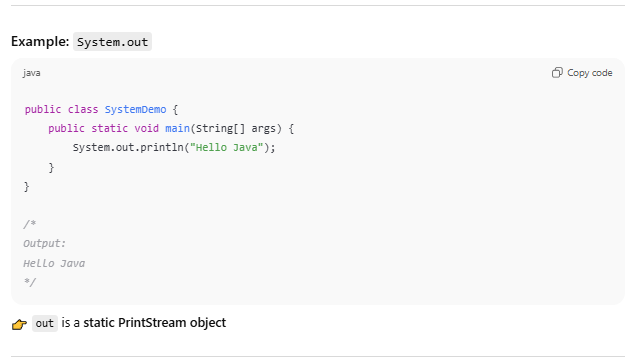 Example: System.out
java
Copy code
public class SystemDemo {
    public static void main(String[] args) {
        System.out.println("Hello Java");
    }
}
/*
Output:
Hello Java
*/
👉 out is a static PrintStream object